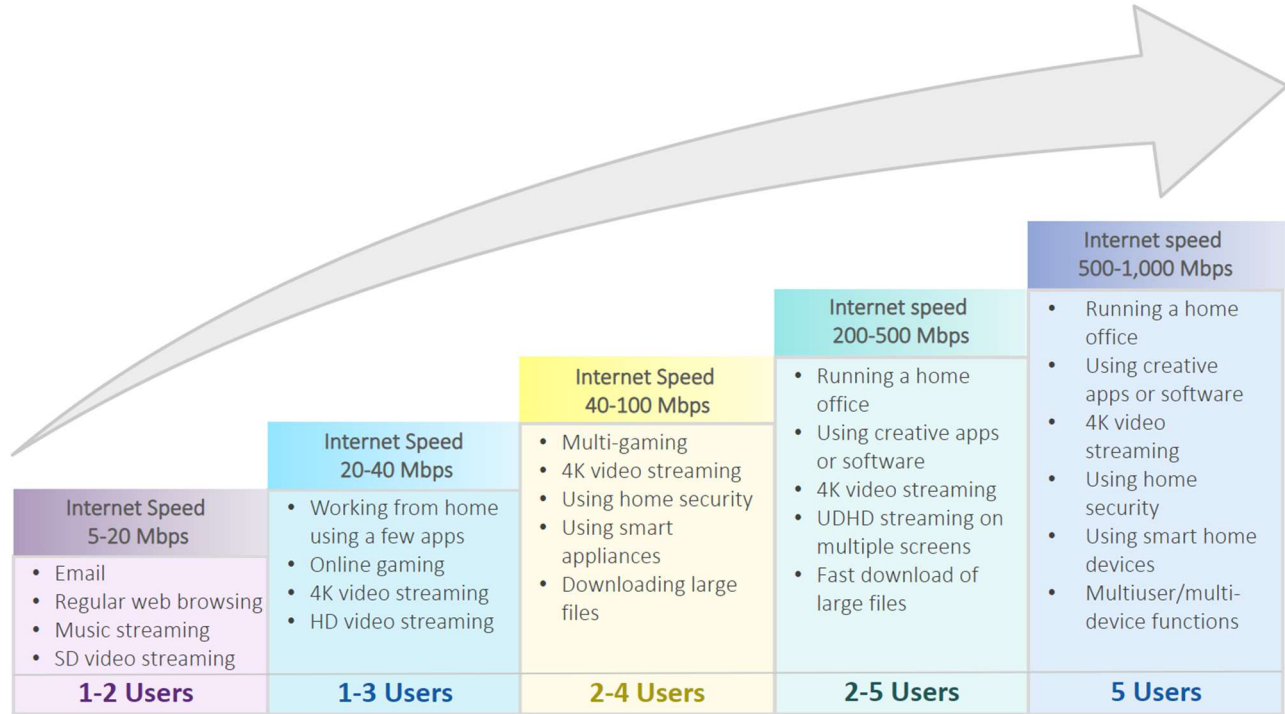 Internet Speed
5-20 Mbps
• Email
• Regular web browsing
• Music streaming
• SD video streaming
1-2 Users
Internet Speed
20-40 Mbps
• Working from home
using a few apps
• Online gaming
• 4K video streaming
• HD video streaming
1-3 Users
Internet Speed
40-100 Mbps
• Multi-gaming
• 4K video streaming
• Using home security
• Using smart
appliances
• Downloading large
files
2-4 Users
Internet speed
200-500 Mbps
• Running a home
office
• Using creative apps
or software
• 4K video streaming
• UDHD streaming on
multiple screens
• Fast download of
large files
2-5 Users
Internet speed
500-1,000 Mbps
• Running a home
office
• Using creative
apps or software
• 4K video
streaming
• Using home
security
• Using smart home
devices
• Multiuser/multi-
device functions
5 Users